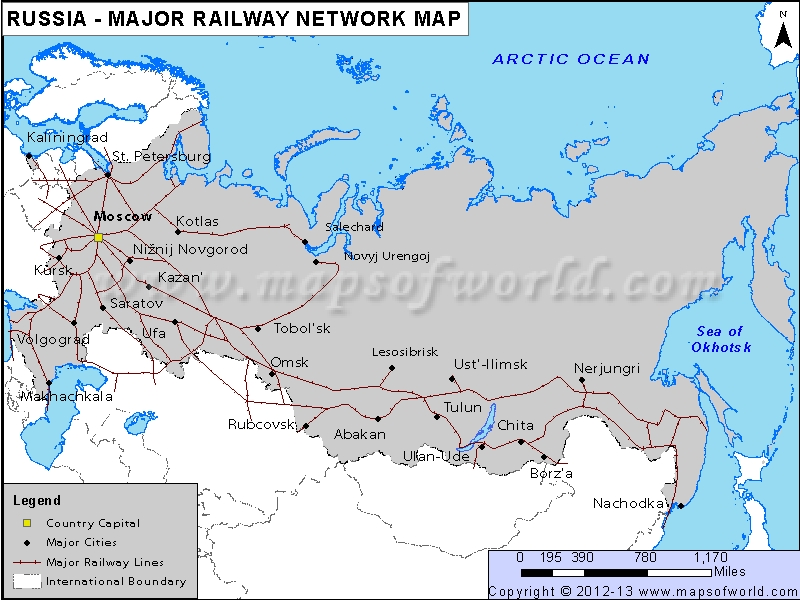 RUSSIA - MAJOR RAILWAY NETWORK MAP
N
ARCTIC OCEAN
Kaliningrad
St. Petersburg
Moscow
Kotlas
Salechard
Nižnij Novgorod
Novyj Urengoj
Kursk
Kazan'
www.mapsofworld.com
Saratov
Volgograd
Ufa
Tobol'sk
Sea of
Okhotsk
Lesosibrisk
Omsk
Ust'-Ilimsk
Nerjungri
Makhachkala
Tulun
Rubcovsk
Abakan
Chita
Ulan-Ude
Borz'a
Nachodka
Legend
Country Capital
Major Cities
Major Railway Lines
International Boundary
0 195 390 780 1,170
Miles
Copyright © 2012-13 www.mapsofworld.com